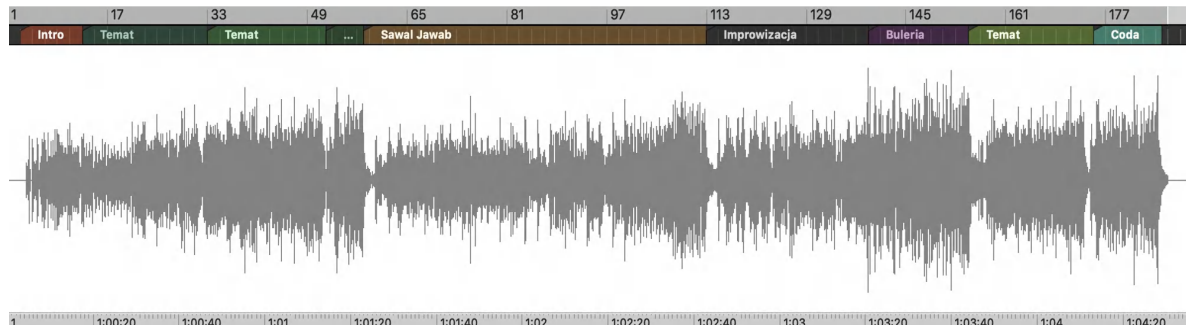 1 17 33 49 65 81 97 113 129 145 161 177
Intro Temat Temat ... Sawal Jawab Improwizacja Buleria Temat Coda
1 1:00:20 1:00:40 1:01 1:01:20 1:01:40 1:02 1:02:20 1:02:40 1:03 1:03:20 1:03:40 1:04 1:04:20